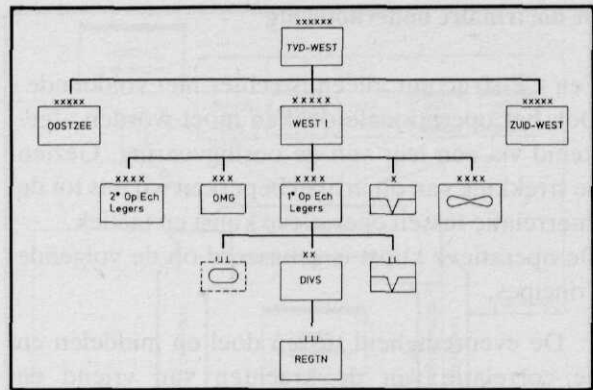 XXXXXX
TVD-WEST
XXXXX
OOSTZEE
XXXXX
WEST I
XXXXX
ZUID-WEST
XXXX
2e Op Ech
Legers
XXX
OMG
XXXX
1e Op Ech
Legers
X
XXXX
XX
DIVS
REGTN